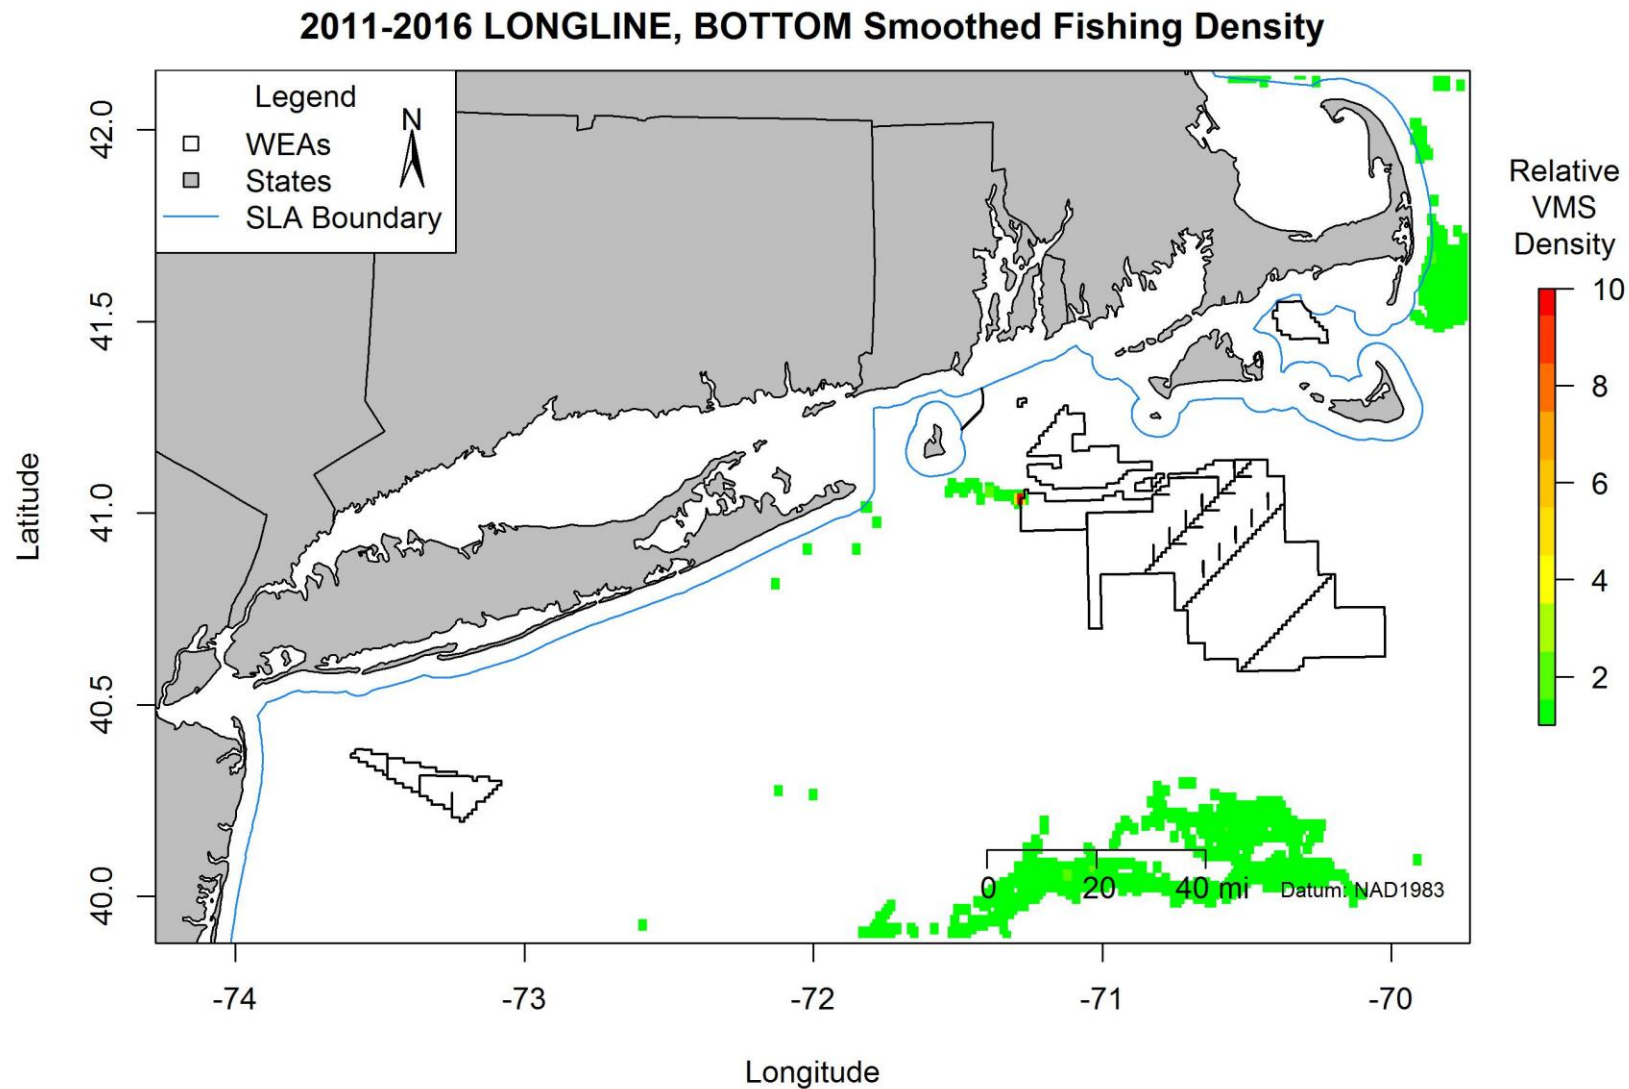 2011-2016 LONGLINE, BOTTOM Smoothed Fishing Density
Legend
N
WEAs
States
SLA Boundary
Relative
VMS
Density
10
8
6
4
2
Latitude
42.0
41.5
41.0
40.5
40.0
0 20 40 mi
Datum: NAD1983
-74 -73 -72 -71 -70
Longitude